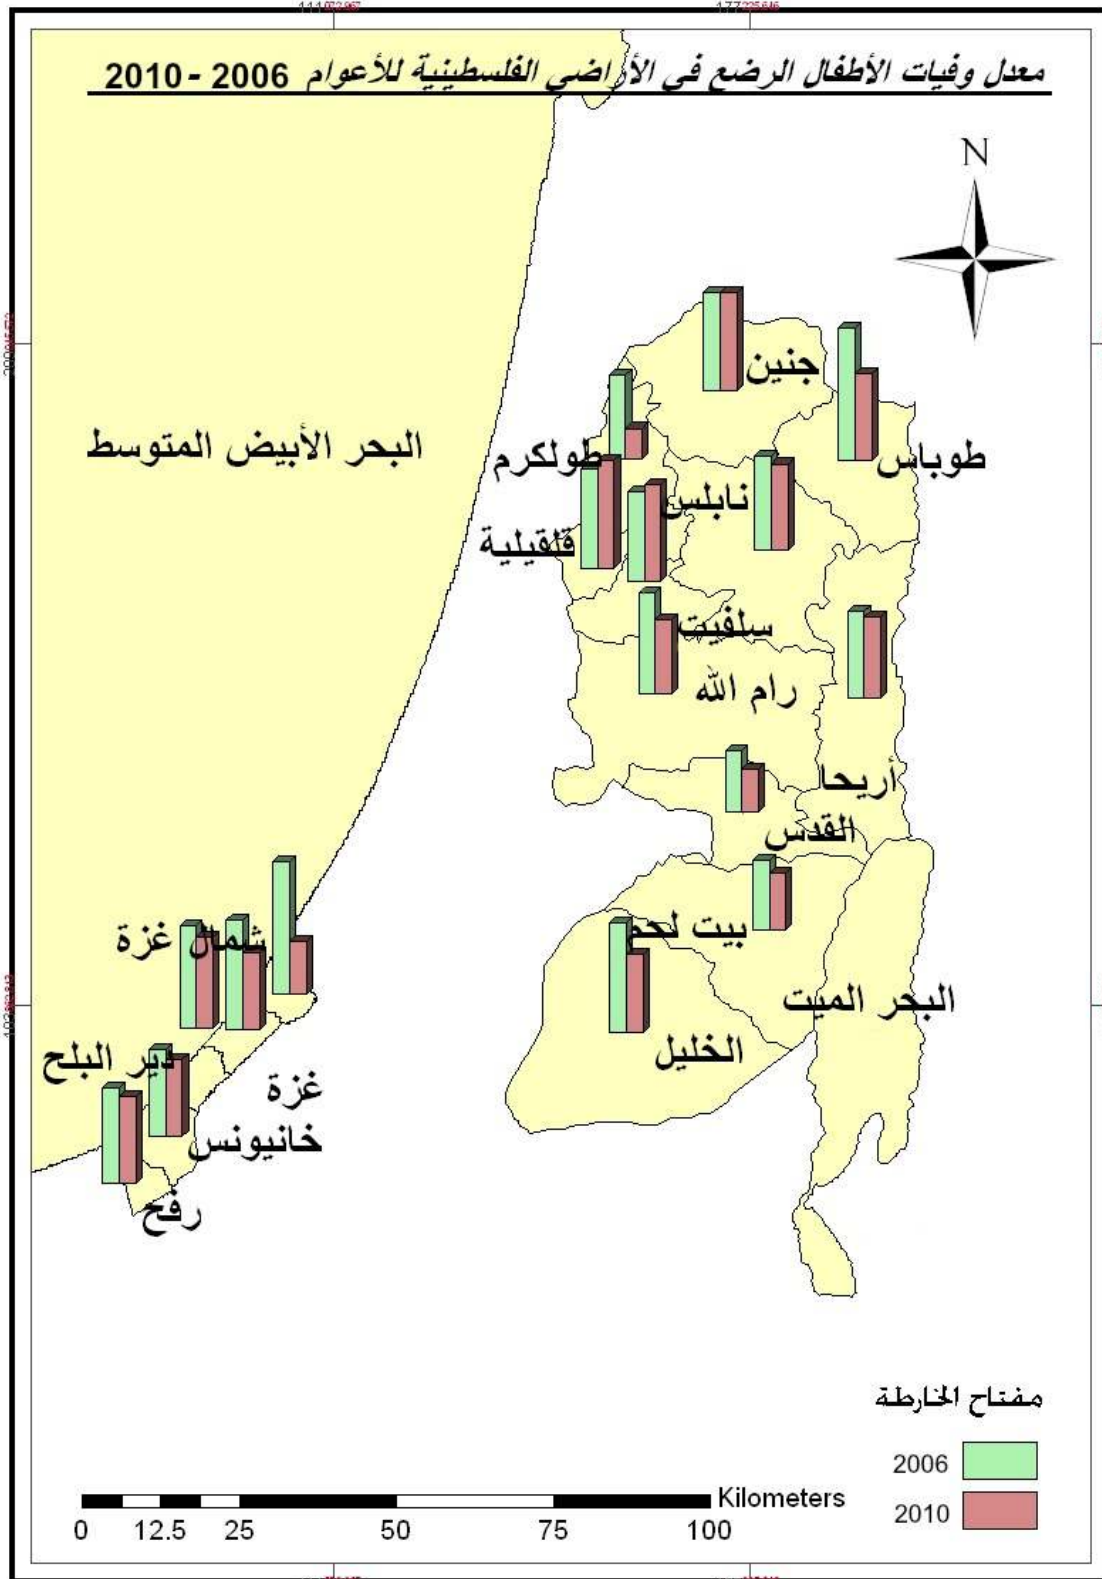 معدل وفيات الأطفال الرضع في الأراضي الفلسطينية للأعوام 2006 - 2010
N
جنين
طوباس
طولكرم
نابلس
قلقيلية
سلفيت
رام الله
أريحا
القدس
بيت لحم
الخليل
البحر الميت
البحر الأبيض المتوسط
شمال غزة
دير البلح
غزة
خانيونس
رفح
مفتاح الخارطة
2006
2010
Kilometers
0 12.5 25 50 75 100